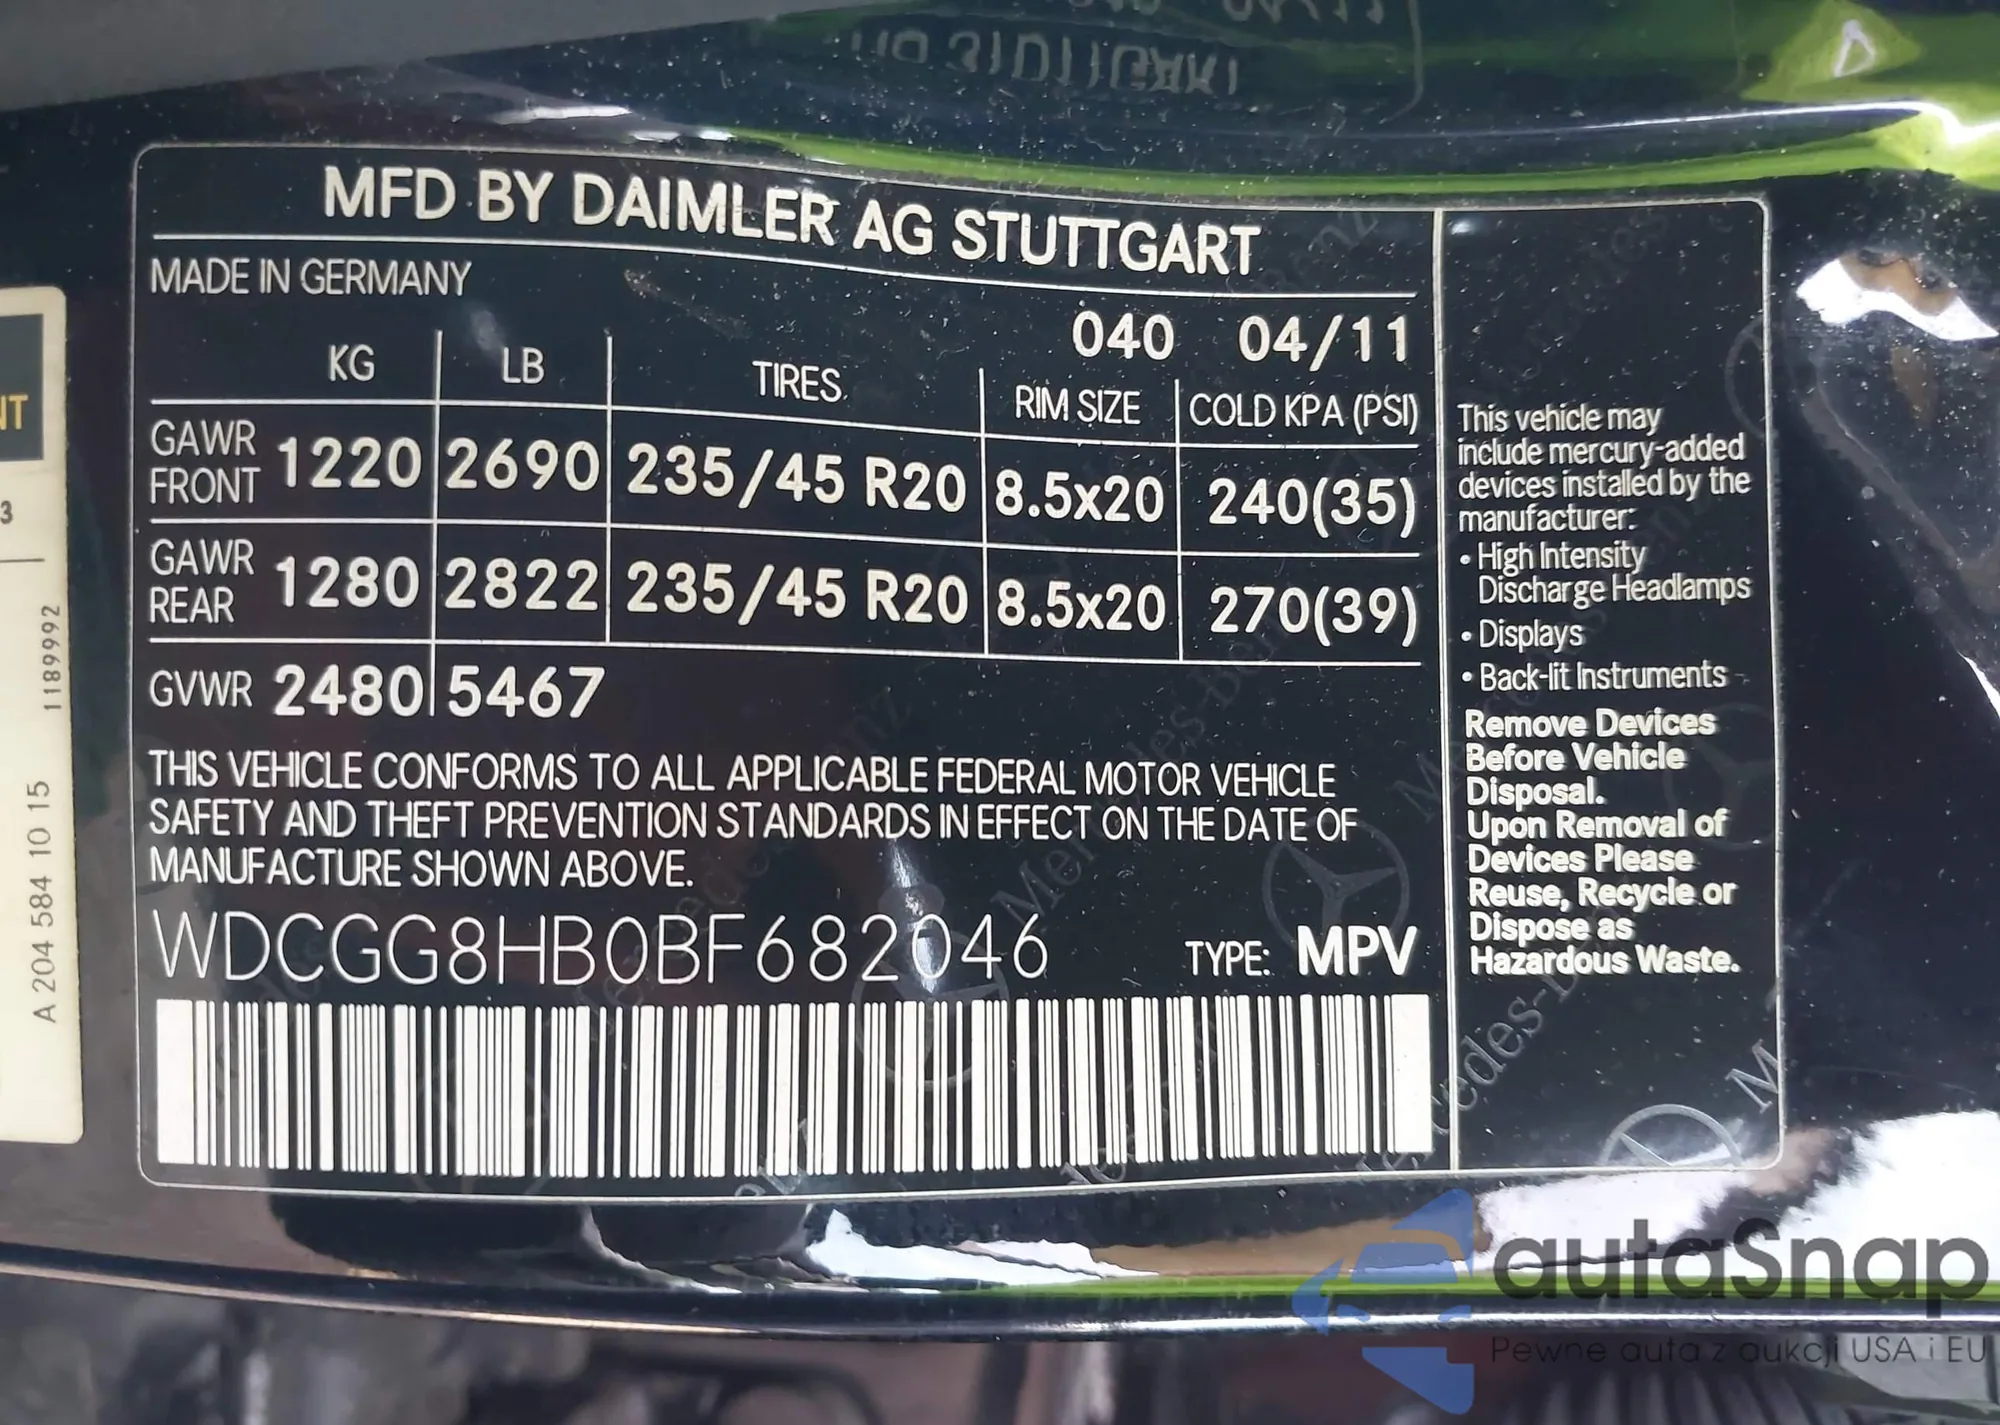 MFD BY DAIMLER AG STUTTGART
MADE IN GERMANY
040 04/11
KG LB TIRES RIM SIZE COLD KPA (PSI)
GAWR FRONT 1220 2690 235/45 R20 8.5x20 240(35)
GAWR REAR 1280 2822 235/45 R20 8.5x20 270(39)
GVWR 2480 5467
THIS VEHICLE CONFORMS TO ALL APPLICABLE FEDERAL MOTOR VEHICLE
SAFETY AND THEFT PREVENTION STANDARDS IN EFFECT ON THE DATE OF
MANUFACTURE SHOWN ABOVE.
WDCGG8HB0BF682046 TYPE: MPV
This vehicle may
include mercury-added
devices installed by the
manufacturer:
• High Intensity
Discharge Headlamps
• Displays
• Back-lit Instruments
Remove Devices
Before Vehicle
Disposal.
Upon Removal of
Devices Please
Reuse, Recycle or
Dispose as
Hazardous Waste.
A 204 584 10 15 1189992
autaSnap
Pewne auta z aukcji USA i EU